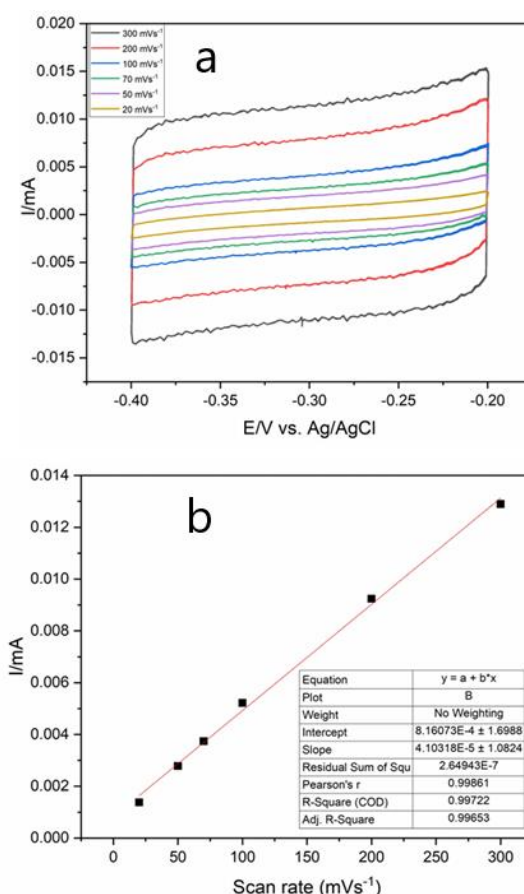 a
300 mVs⁻¹
200 mVs⁻¹
100 mVs⁻¹
70 mVs⁻¹
50 mVs⁻¹
20 mVs⁻¹
0.015
0.010
0.005
0.000
-0.005
-0.010
-0.015
I/mA
-0.40
-0.35
-0.30
-0.25
-0.20
E/V vs. Ag/AgCl
b
0.014
0.012
0.010
0.008
0.006
0.004
0.002
0.000
I/mA
Equation y = a + b*x
Plot B
Weight No Weighting
Intercept 8.16073E-4 ± 1.6988
Slope 4.10318E-5 ± 1.0824
Residual Sum of Squ 2.64943E-7
Pearson's r 0.99861
R-Square (COD) 0.99722
Adj. R-Square 0.99653
0
50
100
150
200
250
300
Scan rate (mVs⁻¹)